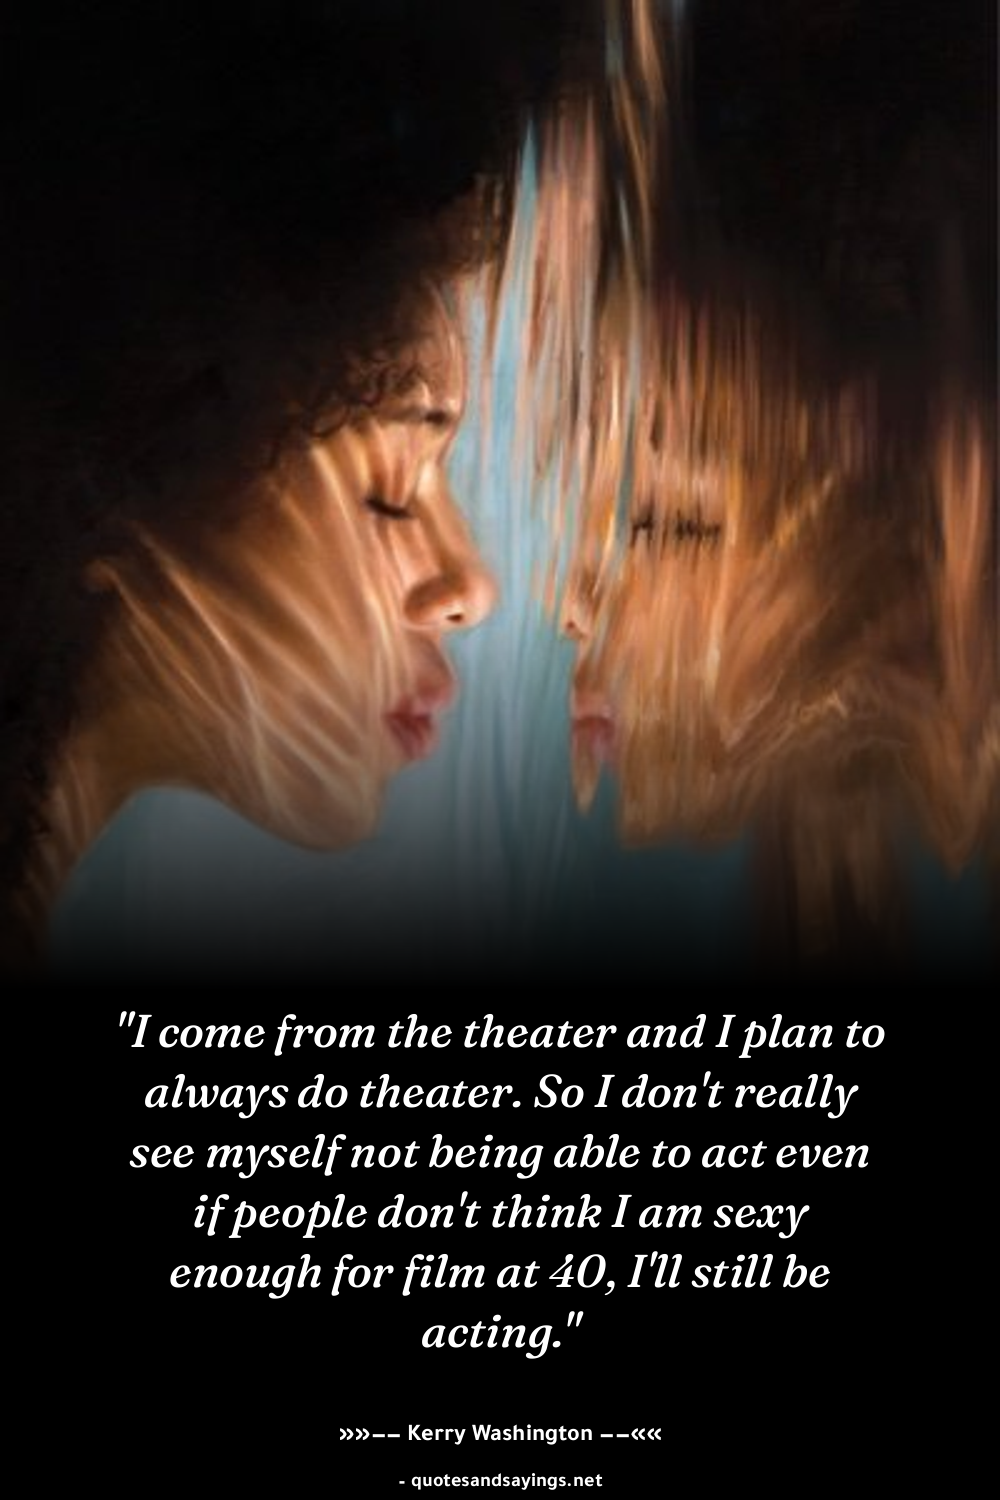 "I come from the theater and I plan to
always do theater. So I don't really
see myself not being able to act even
if people don't think I am sexy
enough for film at 40, I'll still be
acting."
»»−− Kerry Washington −−««
- quotesandsayings.net